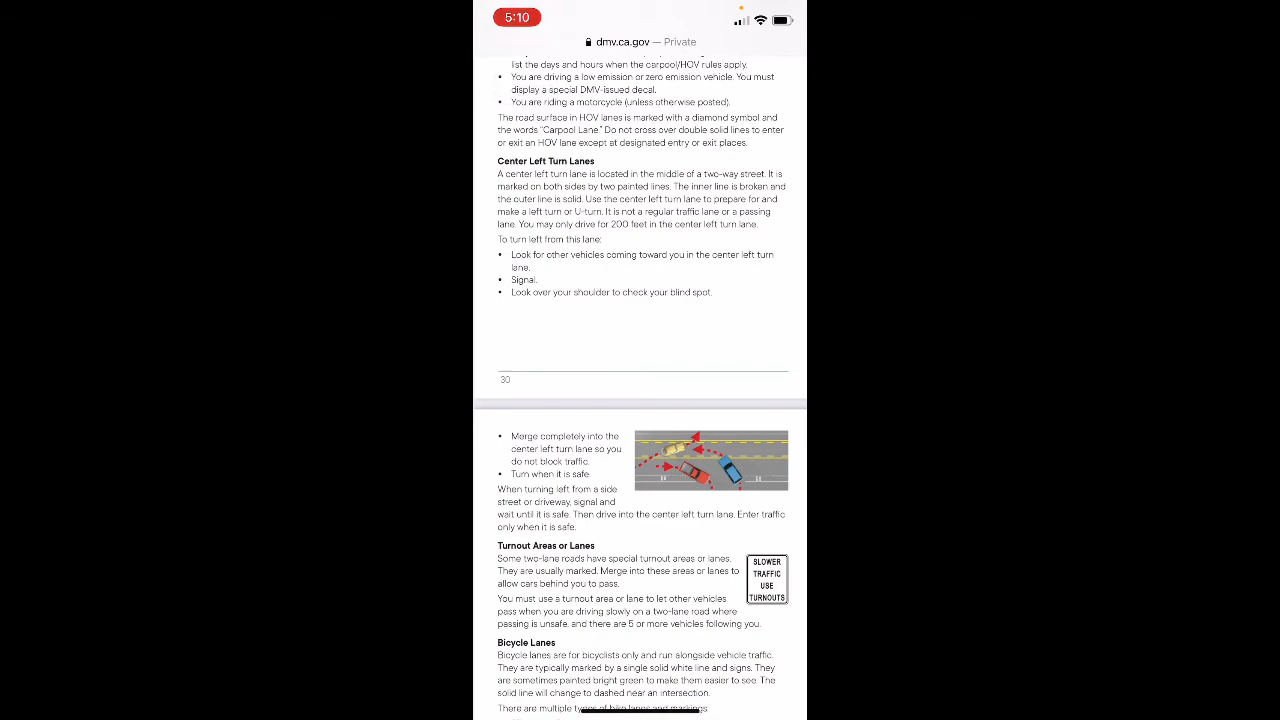 5:10
dmv.ca.gov — Private
list the days and hours when the carpool/HOV rules apply.
• You are driving a low emission or zero emission vehicle. You must
display a special DMV-issued decal.
• You are riding a motorcycle (unless otherwise posted).
The road surface in HOV lanes is marked with a diamond symbol and
the words “Carpool Lane.” Do not cross over double solid lines to enter
or exit an HOV lane except at designated entry or exit places.
Center Left Turn Lanes
A center left turn lane is located in the middle of a two-way street. It is
marked on both sides by two painted lines. The inner line is broken and
the outer line is solid. Use the center left turn lane to prepare for and
make a left turn or U-turn. It is not a regular traffic lane or a passing
lane. You may only drive for 200 feet in the center left turn lane.
To turn left from this lane:
• Look for other vehicles coming toward you in the center left turn
lane.
• Signal.
• Look over your shoulder to check your blind spot.
30
• Merge completely into the
center left turn lane so you
do not block traffic.
• Turn when it is safe.
When turning left from a side
street or driveway, signal and
wait until it is safe. Then drive into the center left turn lane. Enter traffic
only when it is safe.
Turnout Areas or Lanes
Some two-lane roads have special turnout areas or lanes.
They are usually marked. Merge into these areas or lanes to
allow cars behind you to pass.
SLOWER
TRAFFIC
USE
TURNOUTS
You must use a turnout area or lane to let other vehicles
pass when you are driving slowly on a two-lane road where
passing is unsafe, and there are 5 or more vehicles following you.
Bicycle Lanes
Bicycle lanes are for bicyclists only and run alongside vehicle traffic.
They are typically marked by a single solid white line and signs. They
are sometimes painted bright green to make them easier to see. The
solid line will change to dashed near an intersection.
There are multiple types of bike lanes and markings: